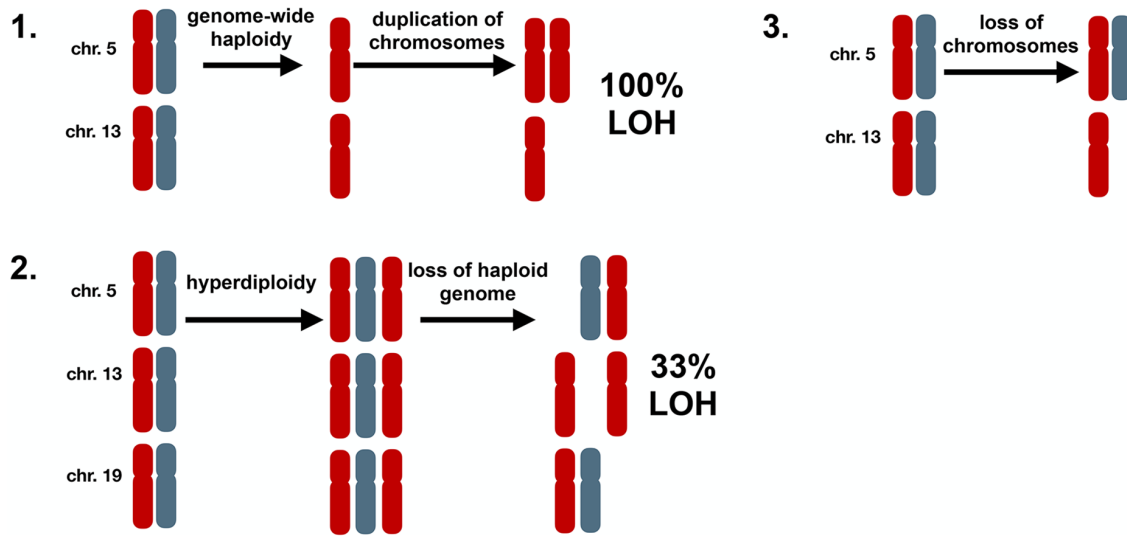 1.
genome-wide
haploidy
duplication of
chromosomes
chr. 5
chr. 13
100%
LOH
3.
loss of
chromosomes
chr. 5
chr. 13
2.
hyperdiploidy
loss of haploid
genome
chr. 5
chr. 13
chr. 19
33%
LOH